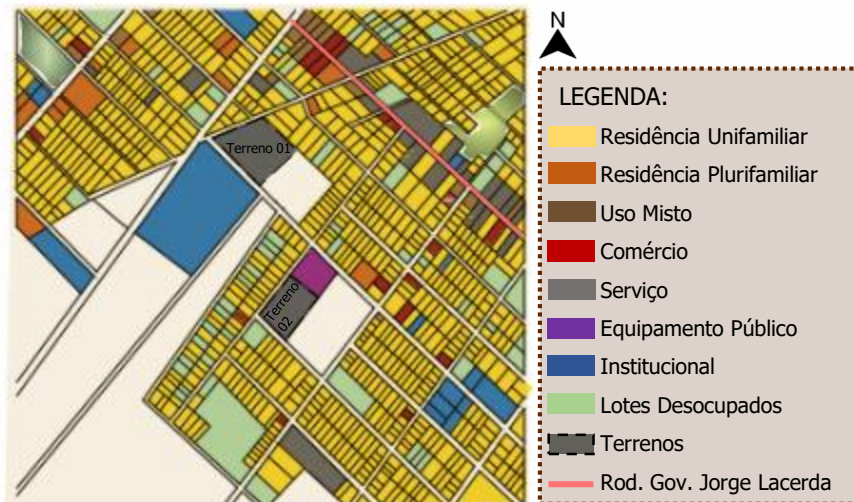 N
LEGENDA:
Residência Unifamiliar
Residência Plurifamiliar
Uso Misto
Comércio
Serviço
Equipamento Público
Institucional
Lotes Desocupados
Terrenos
Rod. Gov. Jorge Lacerda
Terreno 01
Terreno
02